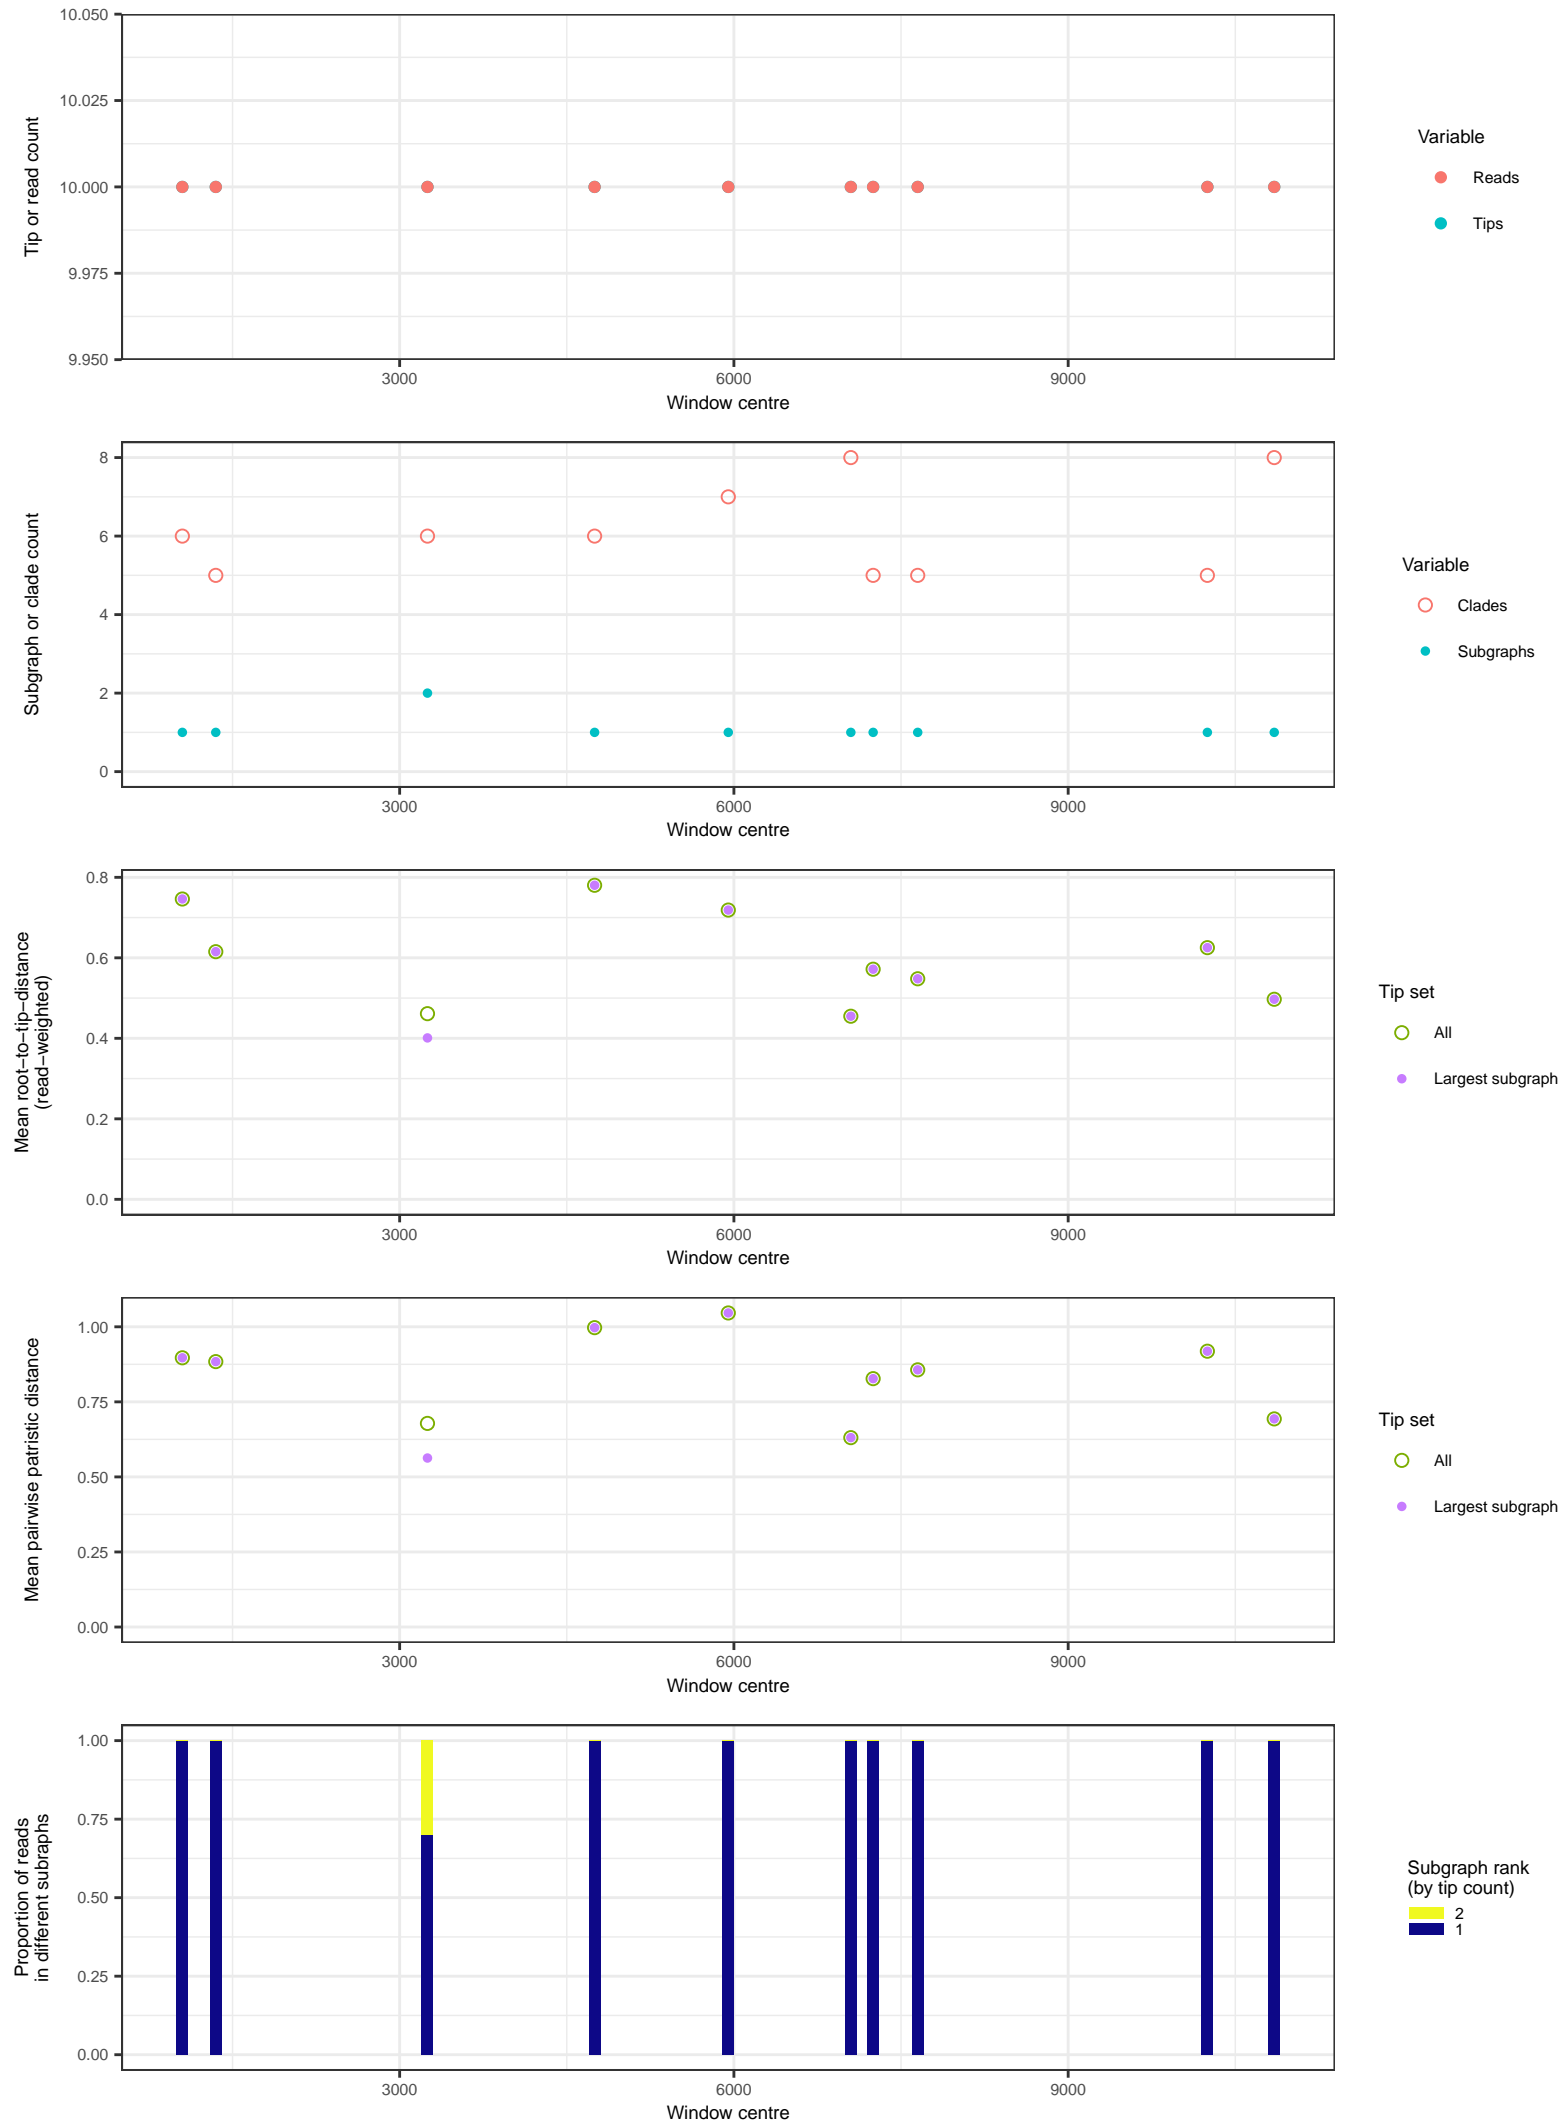 10.050
10.025
10.000
9.975
9.950
Tip or read count
3000
6000
9000
Window centre
Variable
Reads
Tips
8
6
4
2
0
Subgraph or clade count
3000
6000
9000
Window centre
Variable
Clades
Subgraphs
0.8
0.6
0.4
0.2
0.0
Mean root−to−tip−distance
(read−weighted)
3000
6000
9000
Window centre
Tip set
All
Largest subgraph
1.00
0.75
0.50
0.25
0.00
Mean pairwise patristic distance
3000
6000
9000
Window centre
Tip set
All
Largest subgraph
1.00
0.75
0.50
0.25
0.00
Proportion of reads
in different subraphs
3000
6000
9000
Window centre
Subgraph rank
(by tip count)
2
1